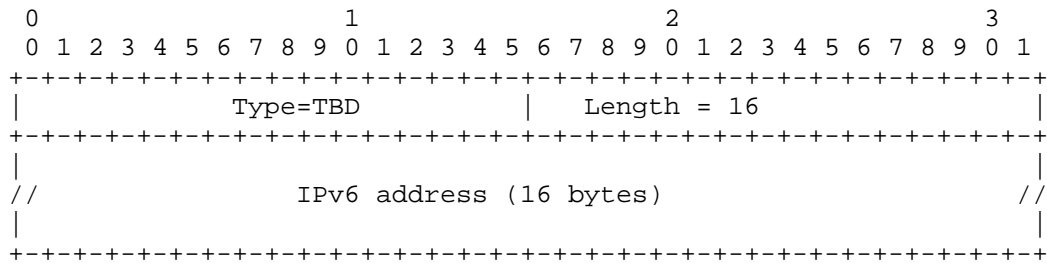 0                   1                   2                   3
 0 1 2 3 4 5 6 7 8 9 0 1 2 3 4 5 6 7 8 9 0 1 2 3 4 5 6 7 8 9 0 1
+-+-+-+-+-+-+-+-+-+-+-+-+-+-+-+-+-+-+-+-+-+-+-+-+-+-+-+-+-+-+-+-+
|             Type=TBD          |   Length = 16                 |
+-+-+-+-+-+-+-+-+-+-+-+-+-+-+-+-+-+-+-+-+-+-+-+-+-+-+-+-+-+-+-+-+
|                                                               |
//                IPv6 address (16 bytes)                      //
|                                                               |
+-+-+-+-+-+-+-+-+-+-+-+-+-+-+-+-+-+-+-+-+-+-+-+-+-+-+-+-+-+-+-+-+